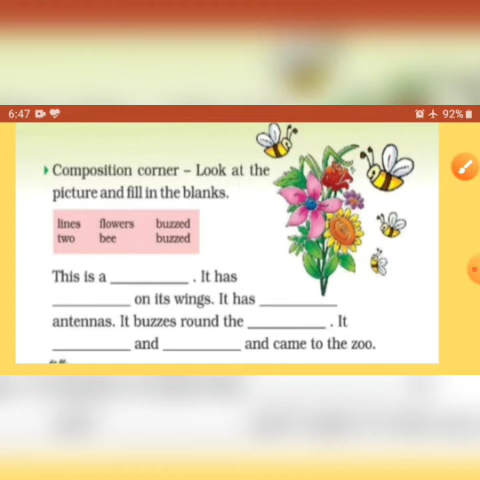 6:47
92%
Composition corner – Look at the
picture and fill in the blanks.
lines flowers buzzed
two bee buzzed
This is a __________ . It has
__________ on its wings. It has __________
antennas. It buzzes round the __________ . It
__________ and __________ and came to the zoo.